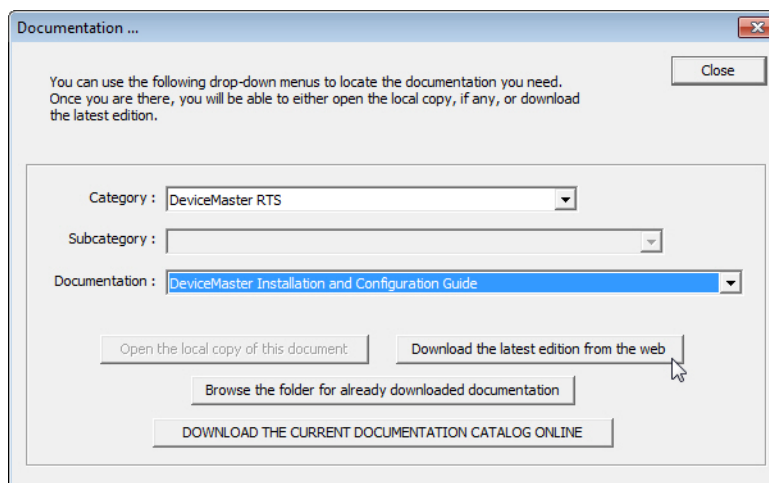 Documentation ...
Close
You can use the following drop-down menus to locate the documentation you need.
Once you are there, you will be able to either open the local copy, if any, or download
the latest edition.
Category : DeviceMaster RTS
Subcategory :
Documentation : DeviceMaster Installation and Configuration Guide
Open the local copy of this document Download the latest edition from the web
Browse the folder for already downloaded documentation
DOWNLOAD THE CURRENT DOCUMENTATION CATALOG ONLINE